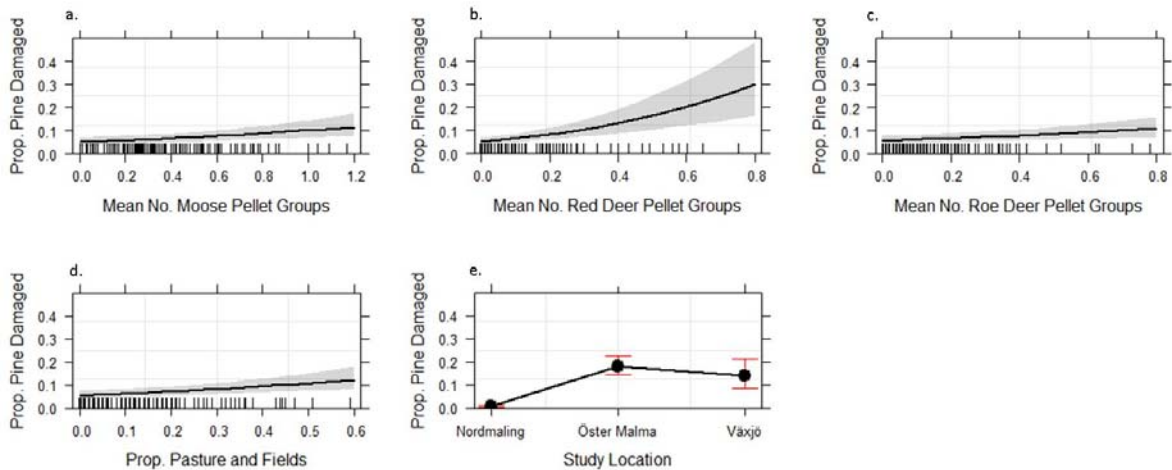 a.
Prop. Pine Damaged
0.4
0.3
0.2
0.1
0.0
0.0 0.2 0.4 0.6 0.8 1.0 1.2
Mean No. Moose Pellet Groups
b.
Prop. Pine Damaged
0.4
0.3
0.2
0.1
0.0
0.0 0.2 0.4 0.6 0.8
Mean No. Red Deer Pellet Groups
c.
Prop. Pine Damaged
0.4
0.3
0.2
0.1
0.0
0.0 0.2 0.4 0.6 0.8
Mean No. Roe Deer Pellet Groups
d.
Prop. Pine Damaged
0.4
0.3
0.2
0.1
0.0
0.0 0.1 0.2 0.3 0.4 0.5 0.6
Prop. Pasture and Fields
e.
Prop. Pine Damaged
0.4
0.3
0.2
0.1
0.0
Nordmaling Öster Malma Växjö
Study Location